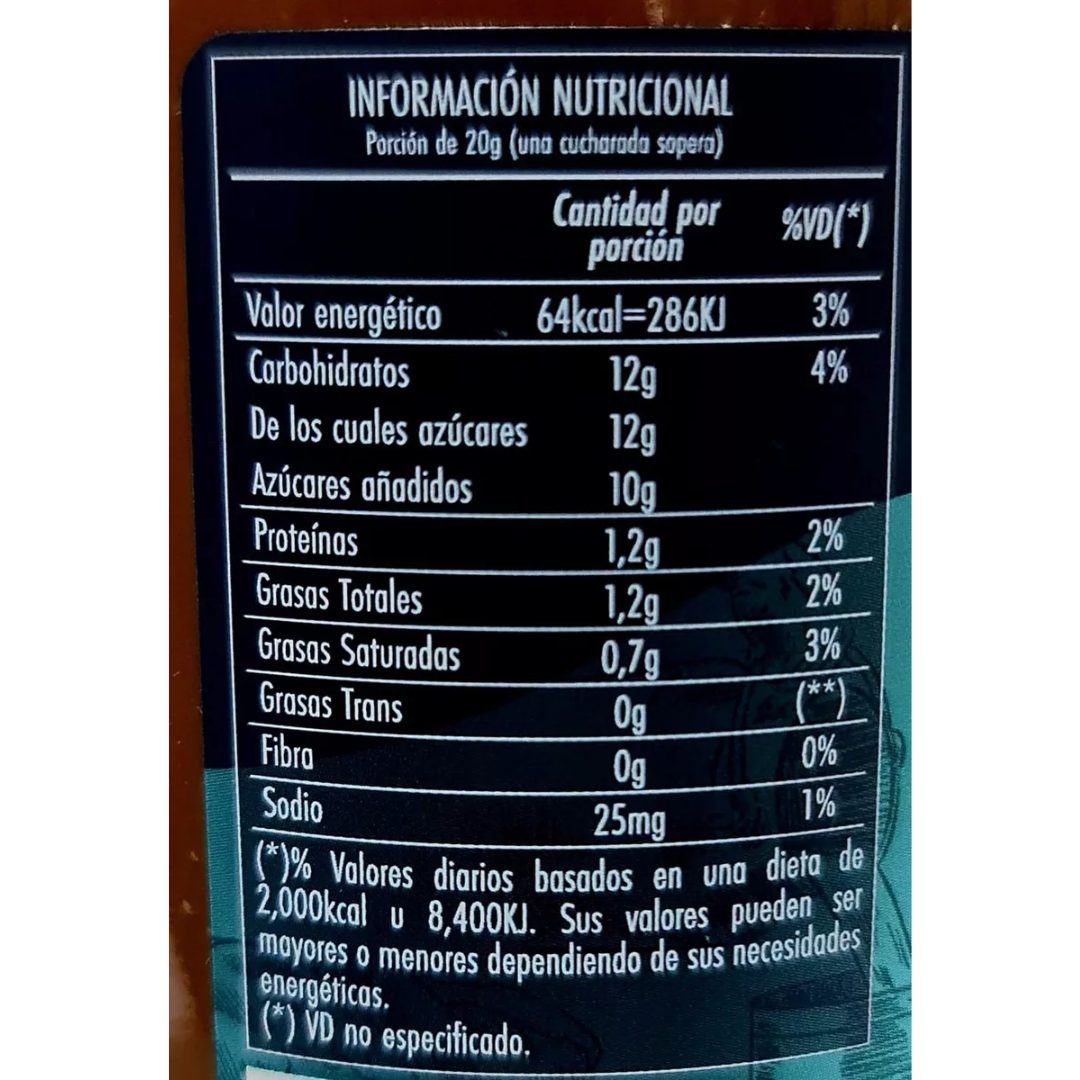 INFORMACIÓN NUTRICIONAL
Porción de 20g (una cucharada sopera)
Cantidad por porción %VD(*)
Valor energético 64kcal=286KJ 3%
Carbohidratos 12g 4%
De los cuales azúcares 12g
Azúcares añadidos 10g
Proteínas 1,2g 2%
Grasas Totales 1,2g 2%
Grasas Saturadas 0,7g 3%
Grasas Trans 0g (**)
Fibra 0g 0%
Sodio 25mg 1%
(*)% Valores diarios basados en una dieta de
2,000kcal u 8,400KJ. Sus valores pueden ser
mayores o menores dependiendo de sus necesidades
energéticas.
(*) VD no especificado.